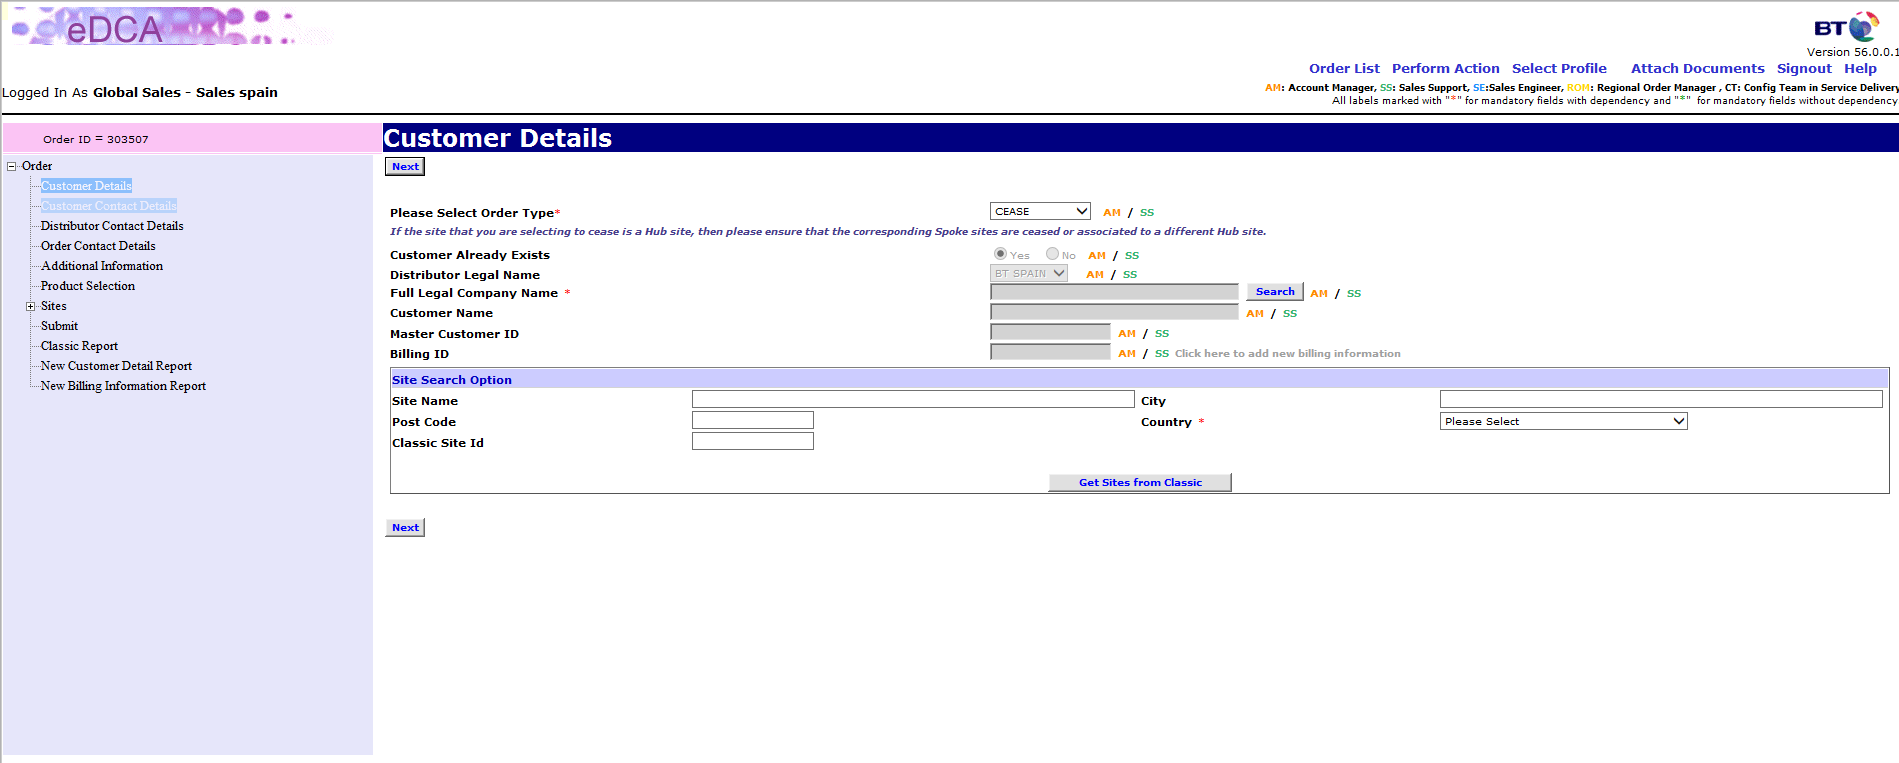 eDCA
BT
Version 56.0.0.1
Order List Perform Action Select Profile Attach Documents Signout Help
Logged In As Global Sales - Sales spain
AM: Account Manager, SS: Sales Support, SE:Sales Engineer, ROM: Regional Order Manager , CT: Config Team in Service Delivery
All labels marked with "*" for mandatory fields with dependency and "*" for mandatory fields without dependency
Order ID = 303507
Customer Details
Order
Customer Details
Customer Contact Details
Distributor Contact Details
Order Contact Details
Additional Information
Product Selection
Sites
Submit
Classic Report
New Customer Detail Report
New Billing Information Report
Next
Please Select Order Type* CEASE AM / SS
If the site that you are selecting to cease is a Hub site, then please ensure that the corresponding Spoke sites are ceased or associated to a different Hub site.
Customer Already Exists Yes No AM / SS
Distributor Legal Name BT SPAIN AM / SS
Full Legal Company Name * Search AM / SS
Customer Name AM / SS
Master Customer ID AM / SS
Billing ID AM / SS Click here to add new billing information
Site Search Option
Site Name City
Post Code Country * Please Select
Classic Site Id
Get Sites from Classic
Next